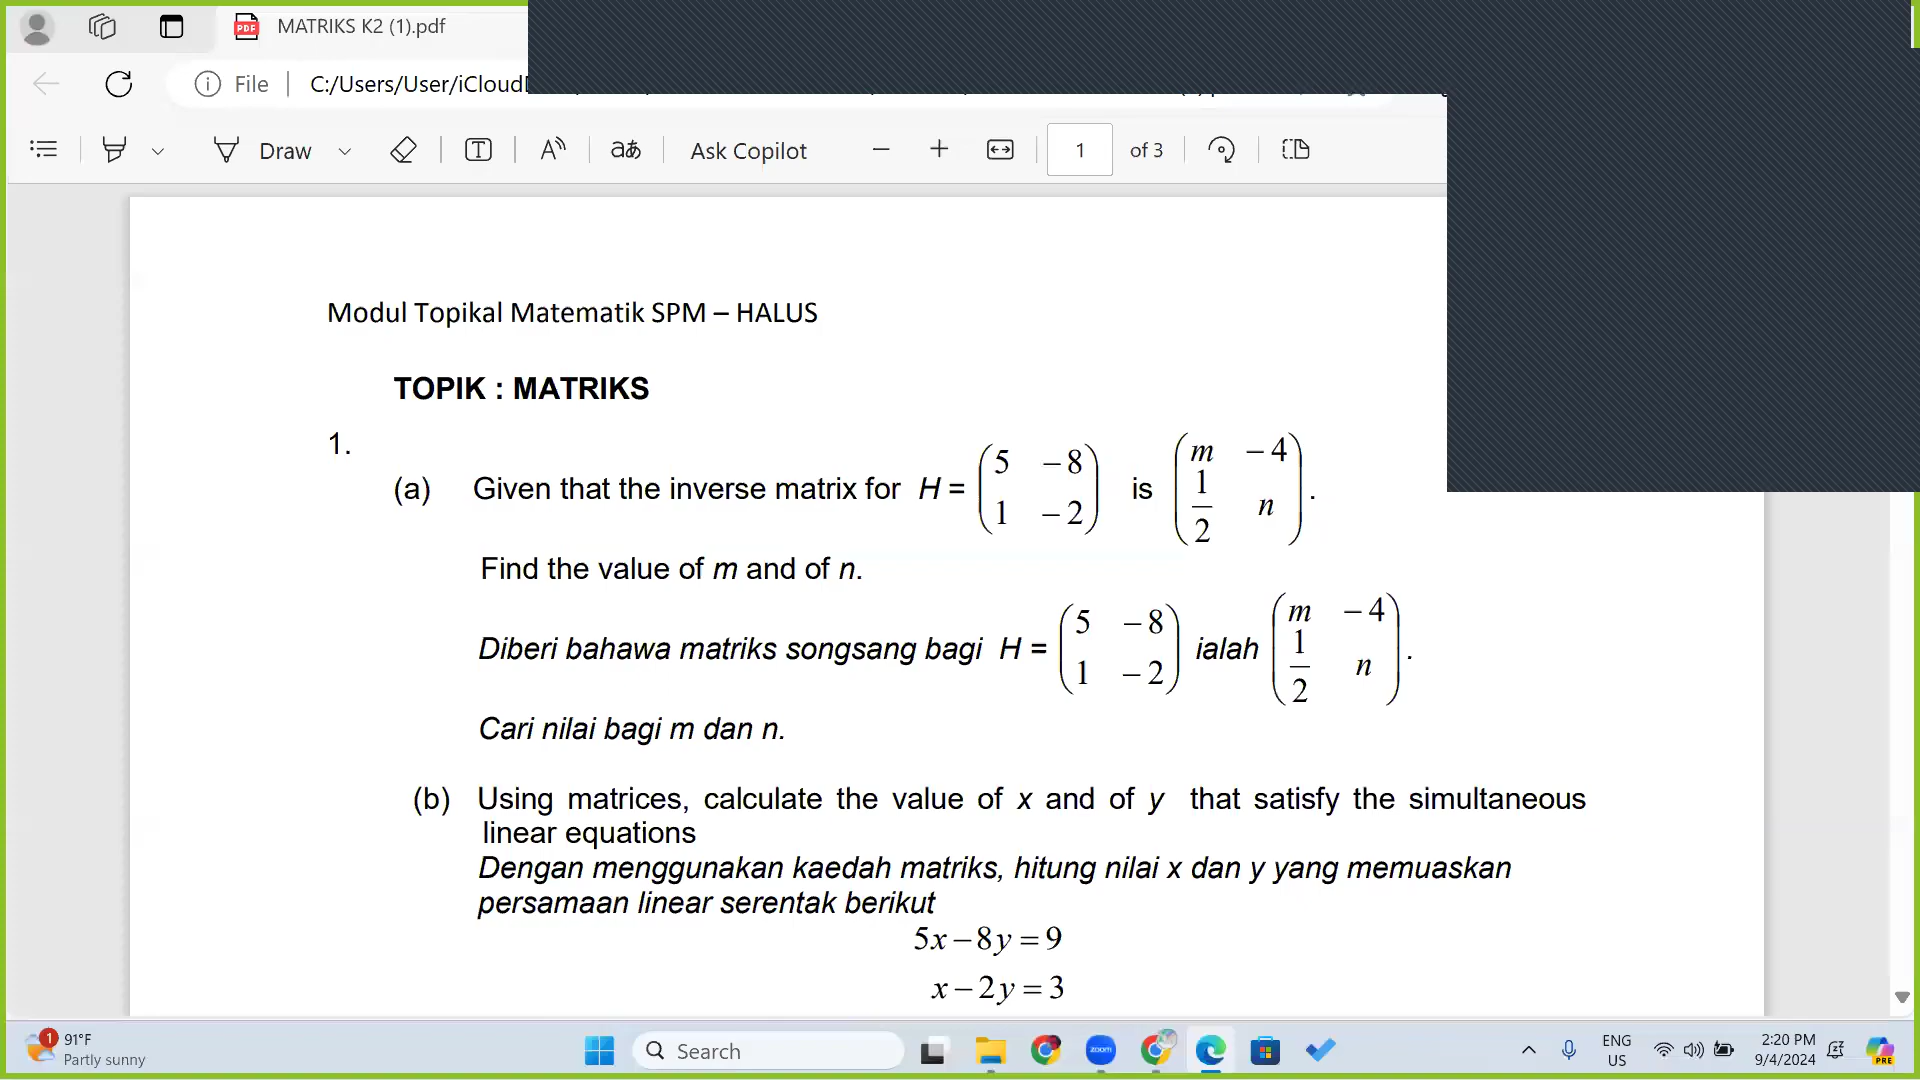 MATRIKS K2 (1).pdf
File C:/Users/User/iCloud
Draw aあ Ask Copilot 1 of 3
Modul Topikal Matematik SPM – HALUS
TOPIK : MATRIKS
1.
(a) Given that the inverse matrix for H = (5 −8; 1 −2) is (m −4; 1/2 n).
Find the value of m and of n.
Diberi bahawa matriks songsang bagi H = (5 −8; 1 −2) ialah (m −4; 1/2 n).
Cari nilai bagi m dan n.
(b) Using matrices, calculate the value of x and of y that satisfy the simultaneous
linear equations
Dengan menggunakan kaedah matriks, hitung nilai x dan y yang memuaskan
persamaan linear serentak berikut
5x − 8y = 9
x − 2y = 3
1 91°F
Partly sunny
Search
zoom
ENG
US
2:20 PM
9/4/2024
PRE